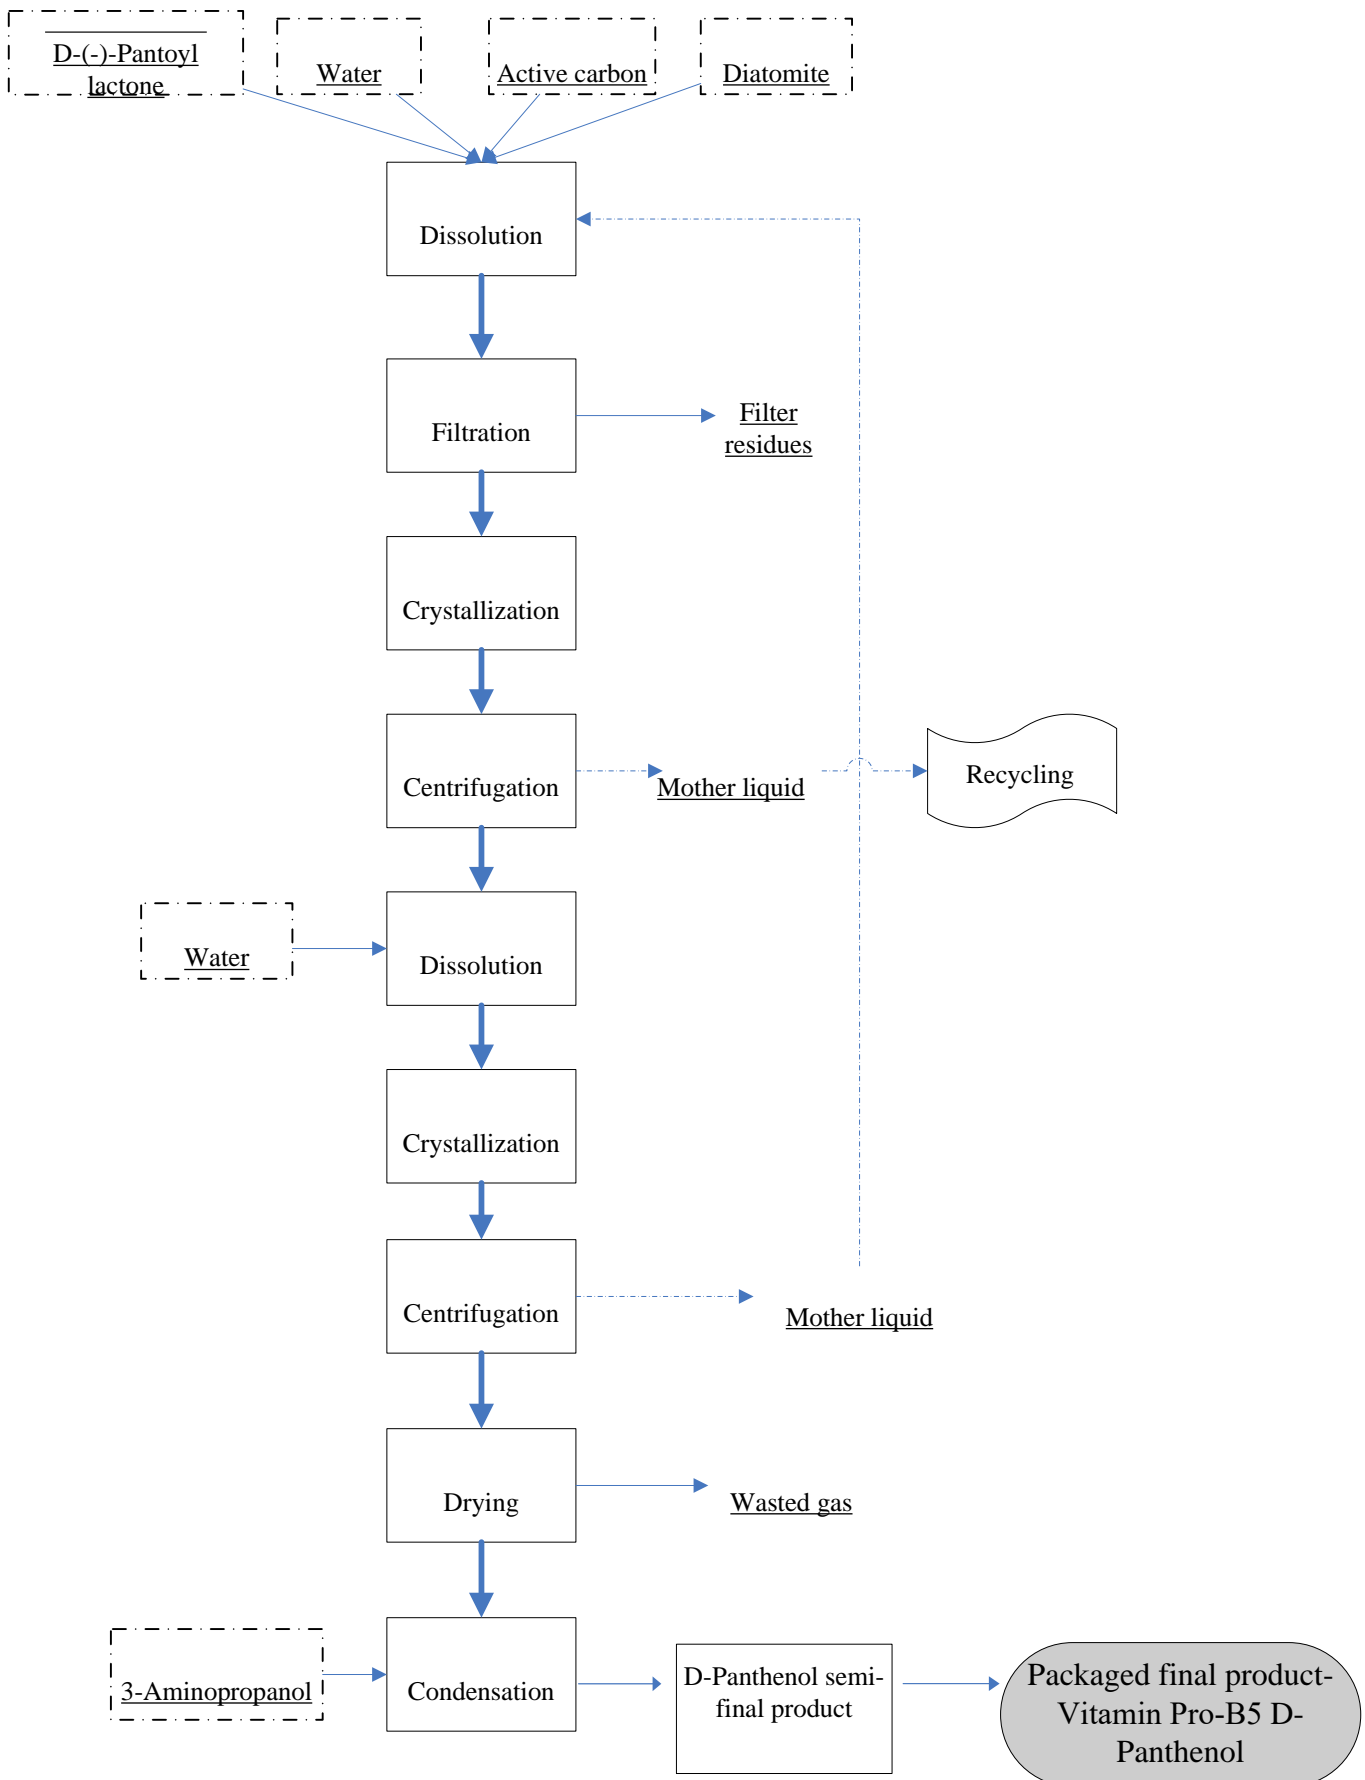 D-(-)-Pantoyl
lactone
Water
Active carbon
Diatomite
Dissolution
Filtration
Filter
residues
Crystallization
Centrifugation
Mother liquid
Recycling
Water
Dissolution
Crystallization
Centrifugation
Mother liquid
Drying
Wasted gas
3-Aminopropanol
Condensation
D-Panthenol semi-
final product
Packaged final product-
Vitamin Pro-B5 D-
Panthenol